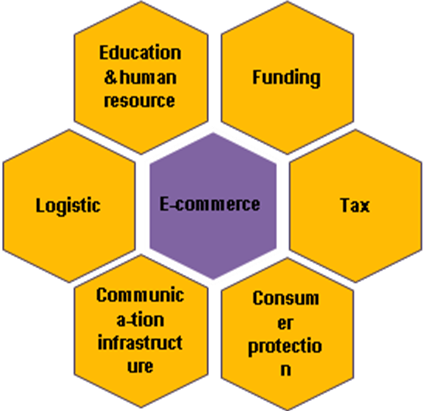 Education
& human
resource
Funding
Logistic
E-commerce
Tax
Communic
a-tion
infrastruct
ure
Consum
er
protectio
n